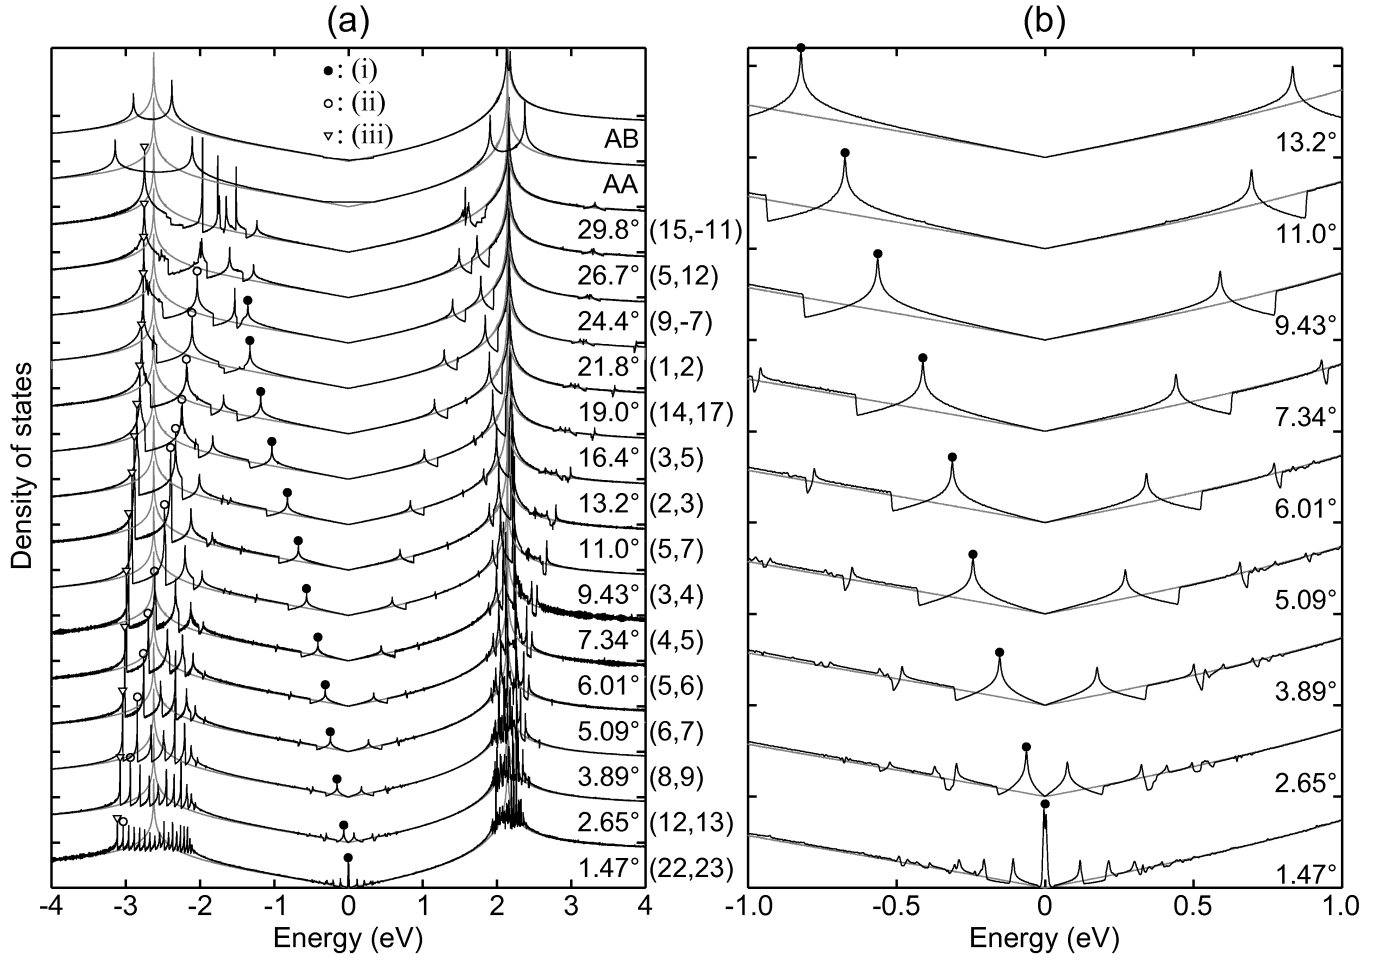 (a)
(b)
●: (i)
○: (ii)
▽: (iii)
AB
AA
29.8° (15,-11)
26.7° (5,12)
24.4° (9,-7)
21.8° (1,2)
19.0° (14,17)
16.4° (3,5)
13.2° (2,3)
11.0° (5,7)
9.43° (3,4)
7.34° (4,5)
6.01° (5,6)
5.09° (6,7)
3.89° (8,9)
2.65° (12,13)
1.47° (22,23)
Density of states
-4 -3 -2 -1 0 1 2 3 4
Energy (eV)
13.2°
11.0°
9.43°
7.34°
6.01°
5.09°
3.89°
2.65°
1.47°
-1.0 -0.5 0 0.5 1.0
Energy (eV)